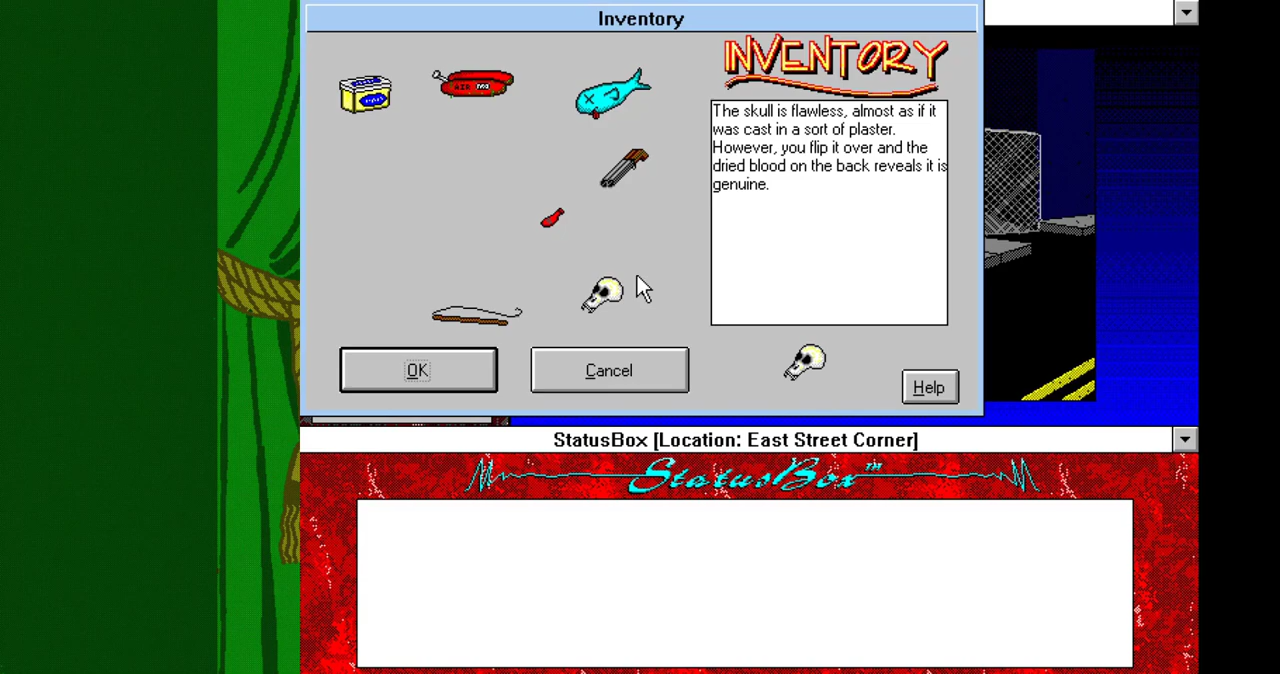 Inventory
INVENTORY
The skull is flawless, almost as if it
was cast in a sort of plaster.
However, you flip it over and the
dried blood on the back reveals it is
genuine.
OK
Cancel
Help
StatusBox [Location: East Street Corner]
StatusBox™